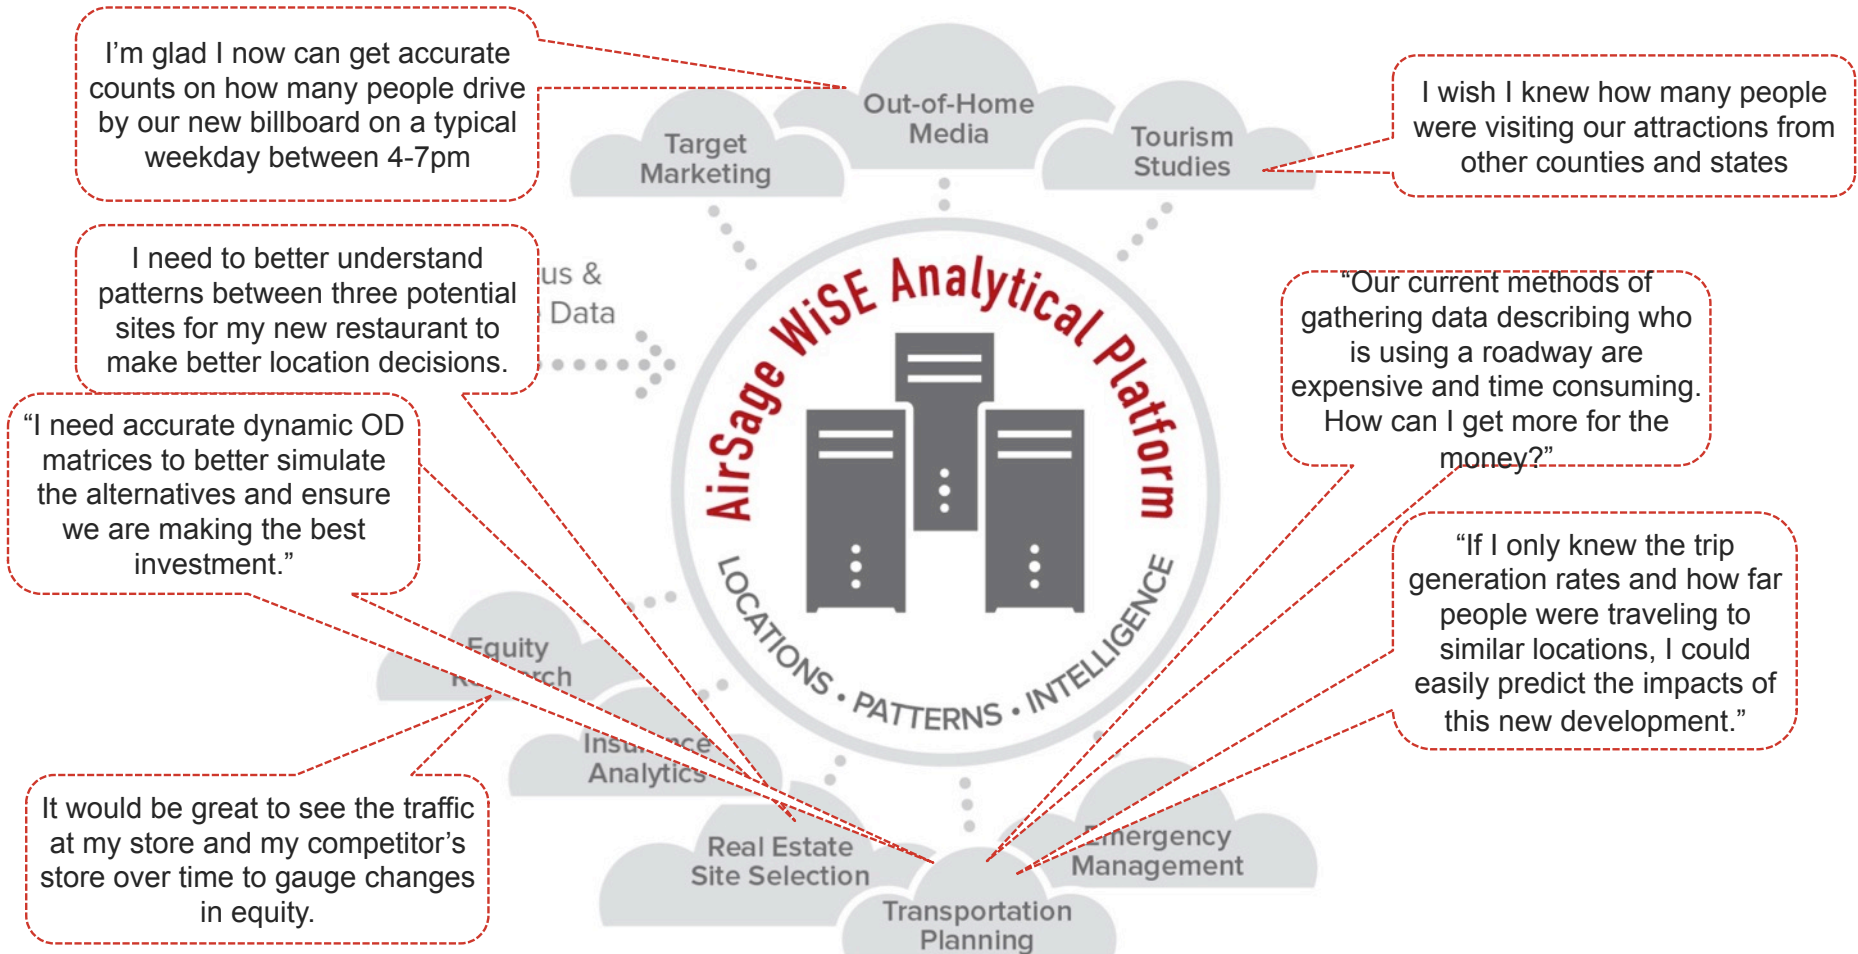 I’m glad I now can get accurate
counts on how many people drive
by our new billboard on a typical
weekday between 4-7pm
Out-of-Home
Media
Target
Marketing
Tourism
Studies
I wish I knew how many people
were visiting our attractions from
other counties and states
I need to better understand
patterns between three potential
sites for my new restaurant to
make better location decisions.
us &
Data
“I need accurate dynamic OD
matrices to better simulate
the alternatives and ensure
we are making the best
investment.”
AirSage WiSE Analytical Platform
LOCATIONS • PATTERNS • INTELLIGENCE
“Our current methods of
gathering data describing who
is using a roadway are
expensive and time consuming.
How can I get more for the
money?”
“If I only knew the trip
generation rates and how far
people were traveling to
similar locations, I could
easily predict the impacts of
this new development.”
Equity
Research
Insurance
Analytics
Real Estate
Site Selection
Emergency
Management
Transportation
Planning
It would be great to see the traffic
at my store and my competitor’s
store over time to gauge changes
in equity.